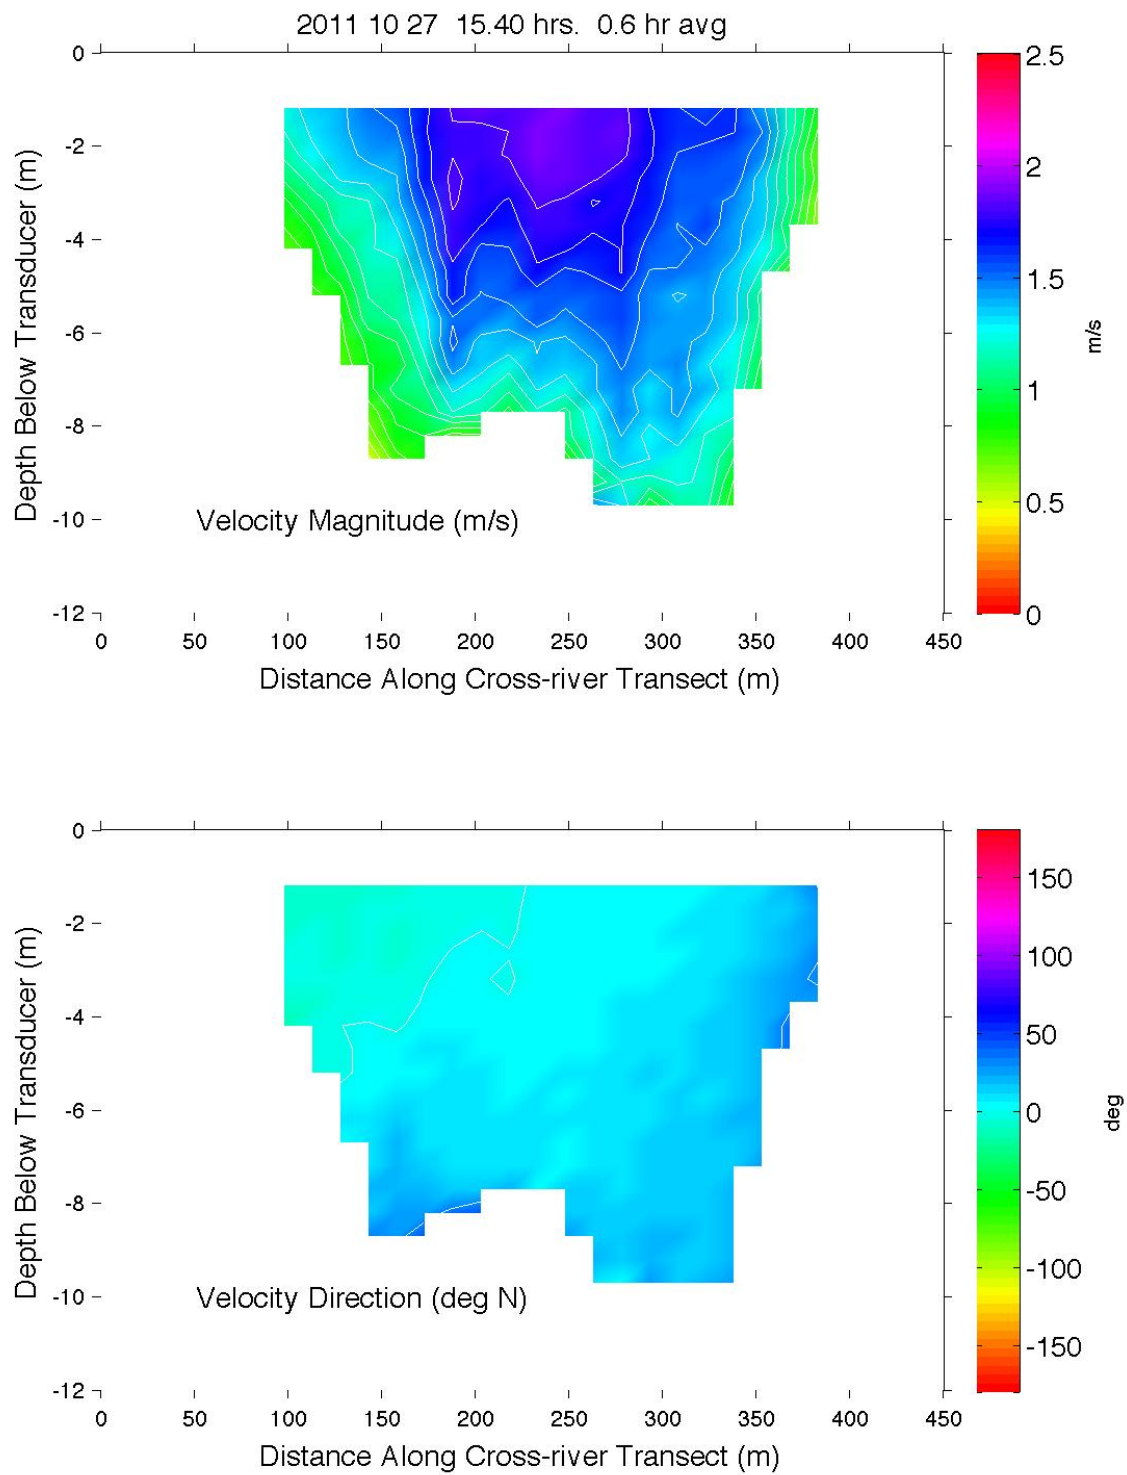 2011 10 27  15.40 hrs.  0.6 hr avg
0
-2
-4
-6
-8
-10
-12
Depth Below Transducer (m)
Velocity Magnitude (m/s)
0 50 100 150 200 250 300 350 400 450
Distance Along Cross-river Transect (m)
2.5
2
1.5
1
0.5
0
m/s
0
-2
-4
-6
-8
-10
-12
Depth Below Transducer (m)
Velocity Direction (deg N)
0 50 100 150 200 250 300 350 400 450
Distance Along Cross-river Transect (m)
150
100
50
0
-50
-100
-150
deg